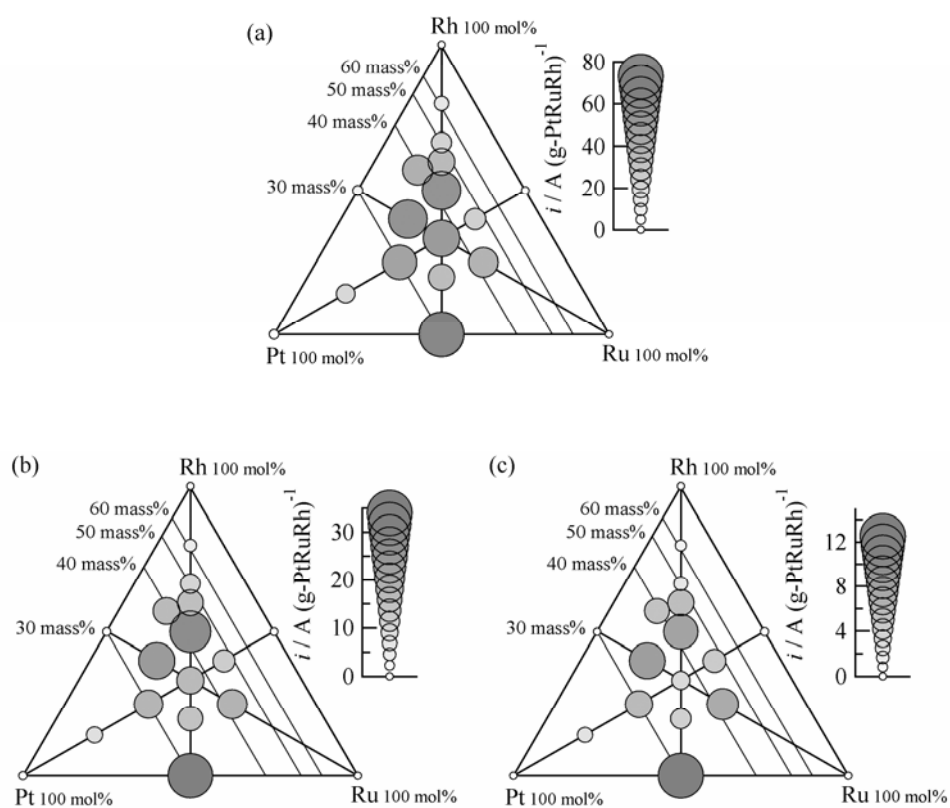 (a)
Rh 100 mol%
60 mass%
50 mass%
40 mass%
30 mass%
Pt 100 mol%
Ru 100 mol%
i / A (g-PtRuRh)⁻¹
80
60
40
20
0
(b)
Rh 100 mol%
60 mass%
50 mass%
40 mass%
30 mass%
Pt 100 mol%
Ru 100 mol%
i / A (g-PtRuRh)⁻¹
30
20
10
0
(c)
Rh 100 mol%
60 mass%
50 mass%
40 mass%
30 mass%
Pt 100 mol%
Ru 100 mol%
i / A (g-PtRuRh)⁻¹
12
8
4
0